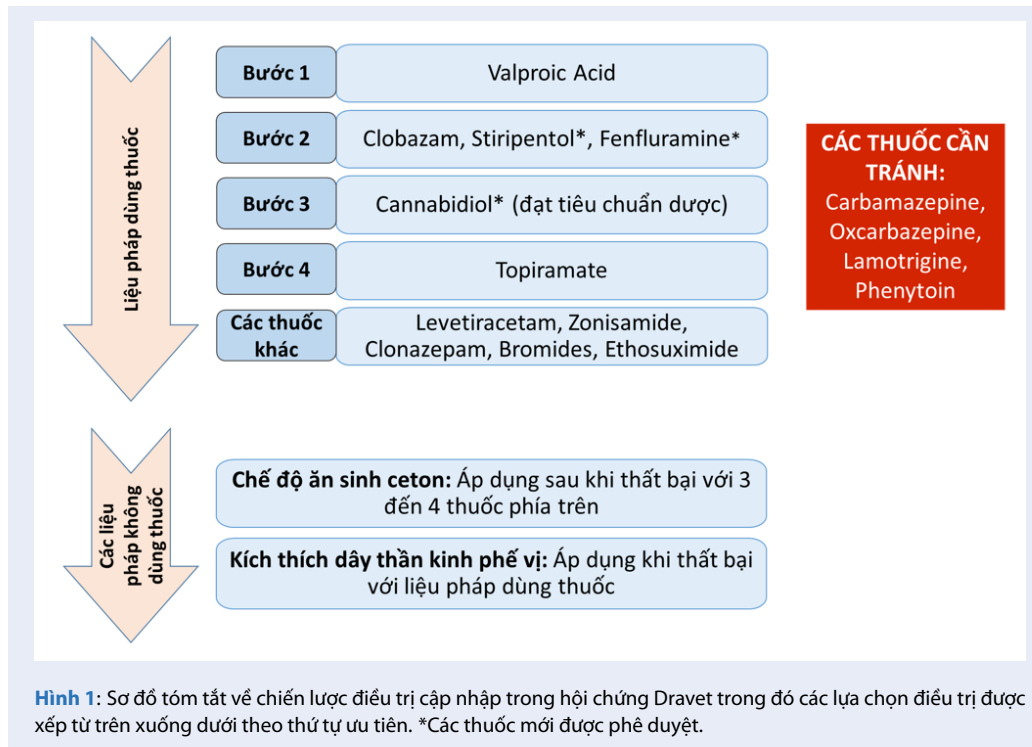 Liệu pháp dùng thuốc
Bước 1
Valproic Acid
Bước 2
Clobazam, Stiripentol*, Fenfluramine*
Bước 3
Cannabidiol* (đạt tiêu chuẩn dược)
Bước 4
Topiramate
Các thuốc
khác
Levetiracetam, Zonisamide,
Clonazepam, Bromides, Ethosuximide
CÁC THUỐC CẦN
TRÁNH:
Carbamazepine,
Oxcarbazepine,
Lamotrigine,
Phenytoin
Các liệu
pháp không
dùng thuốc
Chế độ ăn sinh ceton: Áp dụng sau khi thất bại với 3
đến 4 thuốc phía trên
Kích thích dây thần kinh phế vị: Áp dụng khi thất bại
với liệu pháp dùng thuốc
Hình 1: Sơ đồ tóm tắt về chiến lược điều trị cập nhập trong hội chứng Dravet trong đó các lựa chọn điều trị được
xếp từ trên xuống dưới theo thứ tự ưu tiên. *Các thuốc mới được phê duyệt.